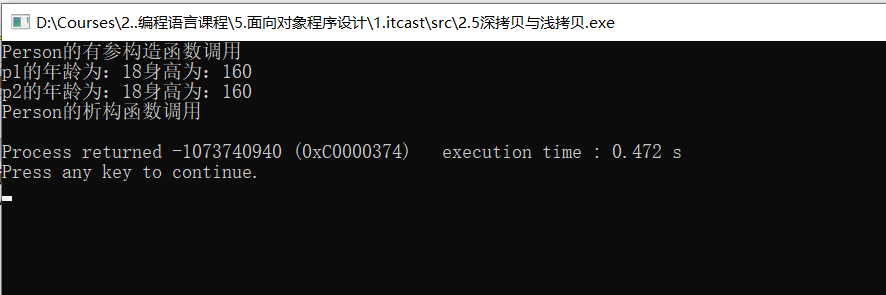 D:\Courses\2..编程语言课程\5.面向对象程序设计\1.itcast\src\2.5深拷贝与浅拷贝.exe
Person的有参构造函数调用
p1的年龄为：18身高为：160
p2的年龄为：18身高为：160
Person的析构函数调用
Process returned -1073740940 (0xC0000374)   execution time : 0.472 s
Press any key to continue.